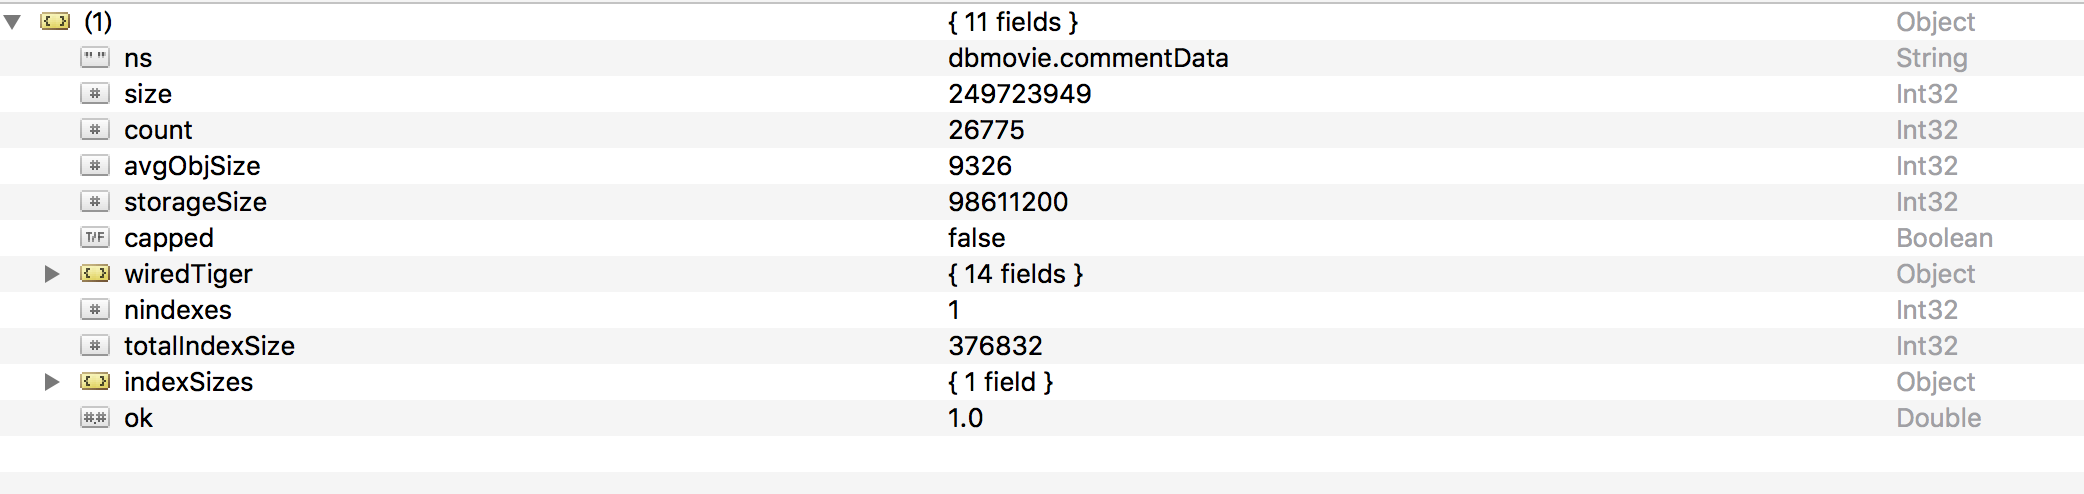 (1) { 11 fields } Object
" " ns dbmovie.commentData String
# size 249723949 Int32
# count 26775 Int32
# avgObjSize 9326 Int32
# storageSize 98611200 Int32
T/F capped false Boolean
{ } wiredTiger { 14 fields } Object
# nindexes 1 Int32
# totalIndexSize 376832 Int32
{ } indexSizes { 1 field } Object
#.# ok 1.0 Double